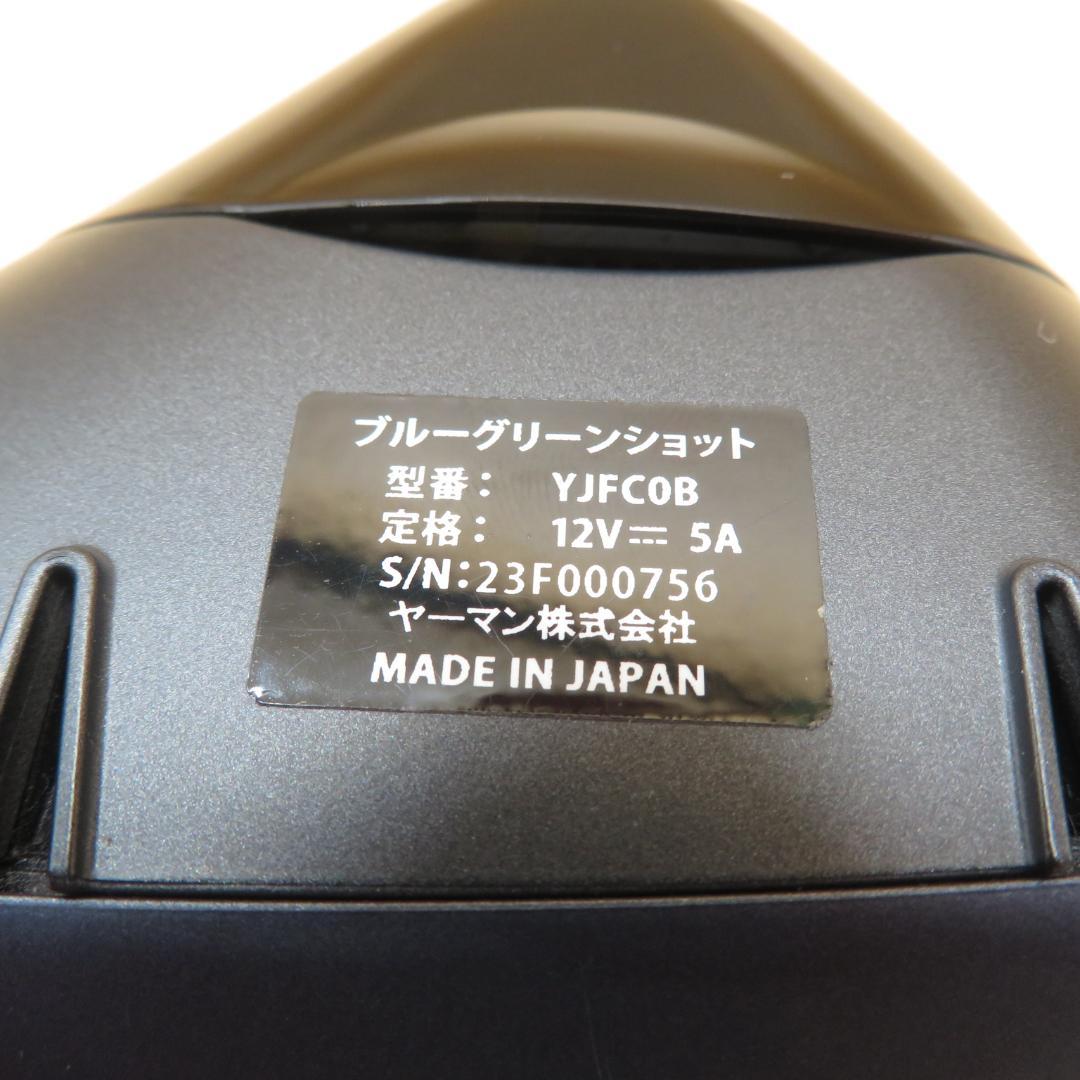 ブルーグリーンショット
型番： YJFC0B
定格： 12V⎓ 5A
S/N:23F000756
ヤーマン株式会社
MADE IN JAPAN